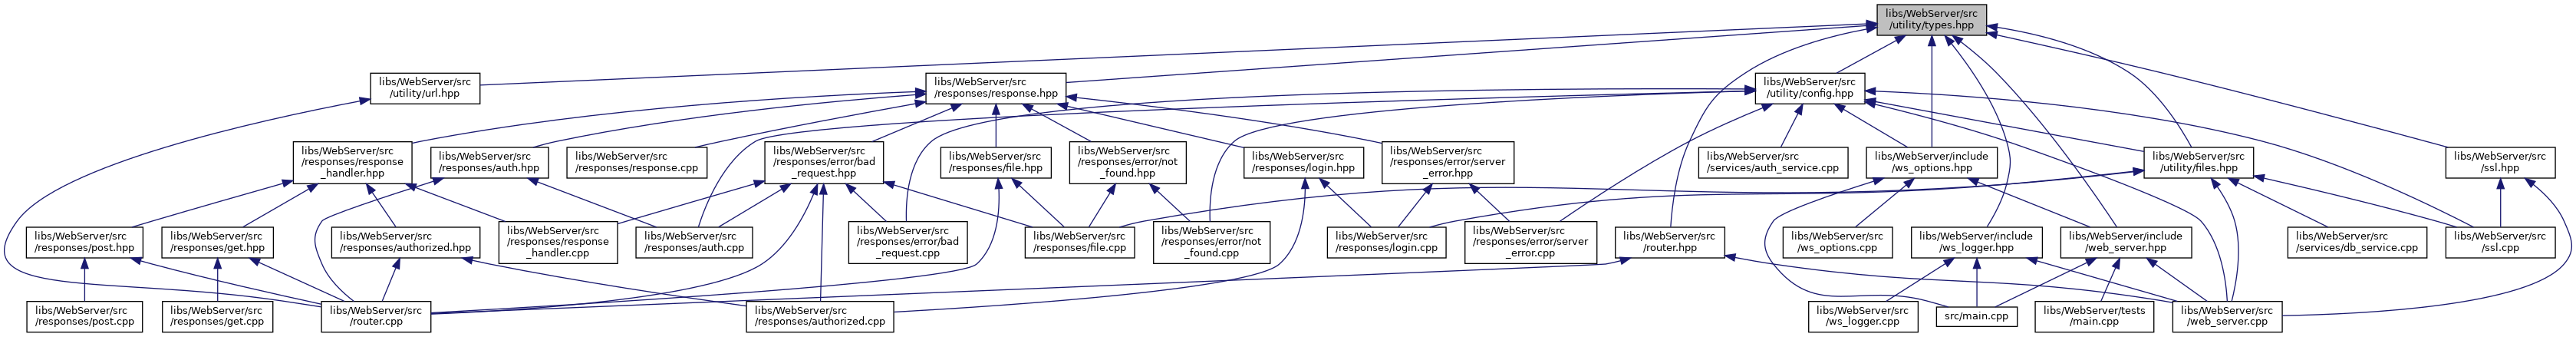 libs/WebServer/src
/utility/types.hpp
libs/WebServer/src
/utility/url.hpp
libs/WebServer/src
/responses/response.hpp
libs/WebServer/src
/utility/config.hpp
libs/WebServer/src
/responses/response
_handler.hpp
libs/WebServer/src
/responses/auth.hpp
libs/WebServer/src
/responses/response.cpp
libs/WebServer/src
/responses/error/bad
_request.hpp
libs/WebServer/src
/responses/file.hpp
libs/WebServer/src
/responses/error/not
_found.hpp
libs/WebServer/src
/responses/login.hpp
libs/WebServer/src
/responses/error/server
_error.hpp
libs/WebServer/src
/services/auth_service.cpp
libs/WebServer/include
/ws_options.hpp
libs/WebServer/src
/utility/files.hpp
libs/WebServer/src
/ssl.hpp
libs/WebServer/src
/responses/post.hpp
libs/WebServer/src
/responses/get.hpp
libs/WebServer/src
/responses/authorized.hpp
libs/WebServer/src
/responses/response
_handler.cpp
libs/WebServer/src
/responses/auth.cpp
libs/WebServer/src
/responses/error/bad
_request.cpp
libs/WebServer/src
/responses/file.cpp
libs/WebServer/src
/responses/error/not
_found.cpp
libs/WebServer/src
/responses/login.cpp
libs/WebServer/src
/responses/error/server
_error.cpp
libs/WebServer/src
/router.hpp
libs/WebServer/src
/ws_options.cpp
libs/WebServer/include
/ws_logger.hpp
libs/WebServer/include
/web_server.hpp
libs/WebServer/src
/services/db_service.cpp
libs/WebServer/src
/ssl.cpp
libs/WebServer/src
/responses/post.cpp
libs/WebServer/src
/responses/get.cpp
libs/WebServer/src
/router.cpp
libs/WebServer/src
/responses/authorized.cpp
libs/WebServer/src
/ws_logger.cpp
src/main.cpp
libs/WebServer/tests
/main.cpp
libs/WebServer/src
/web_server.cpp